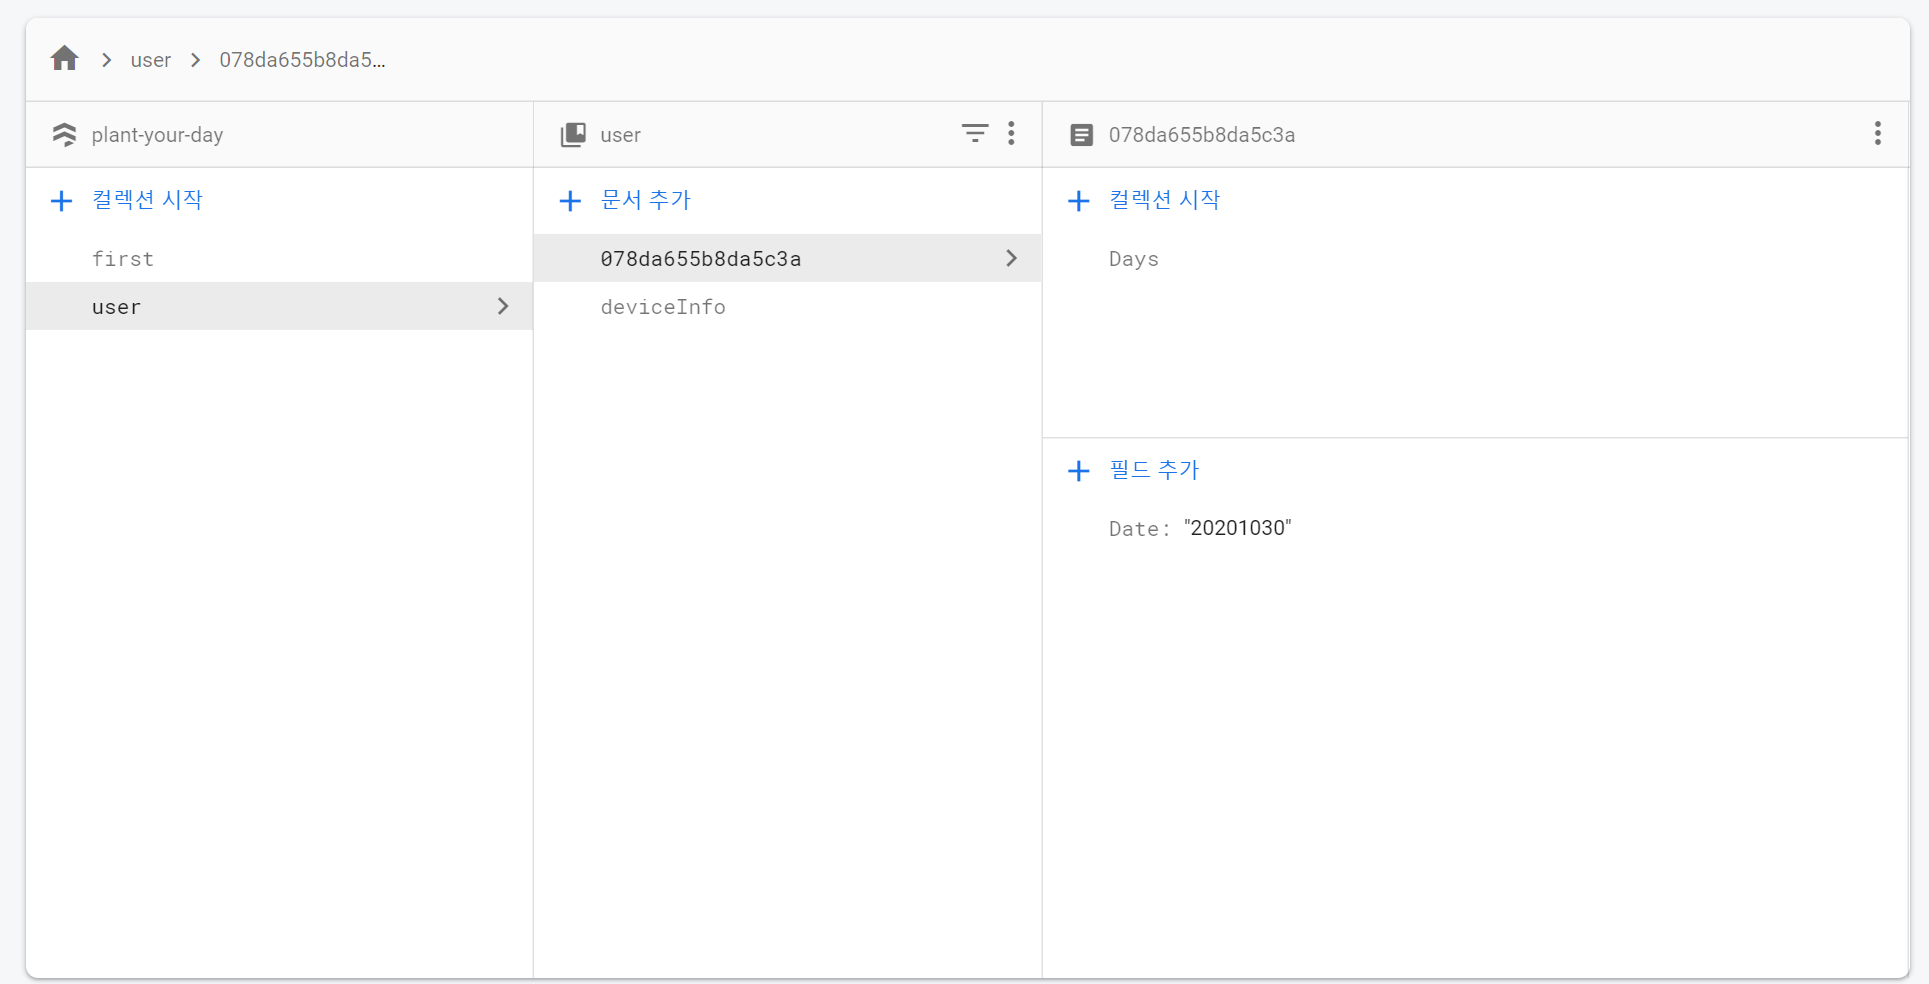 user
078da655b8da5...
plant-your-day
컬렉션 시작
first
user
user
문서 추가
078da655b8da5c3a
deviceInfo
078da655b8da5c3a
컬렉션 시작
Days
필드 추가
Date: "20201030"